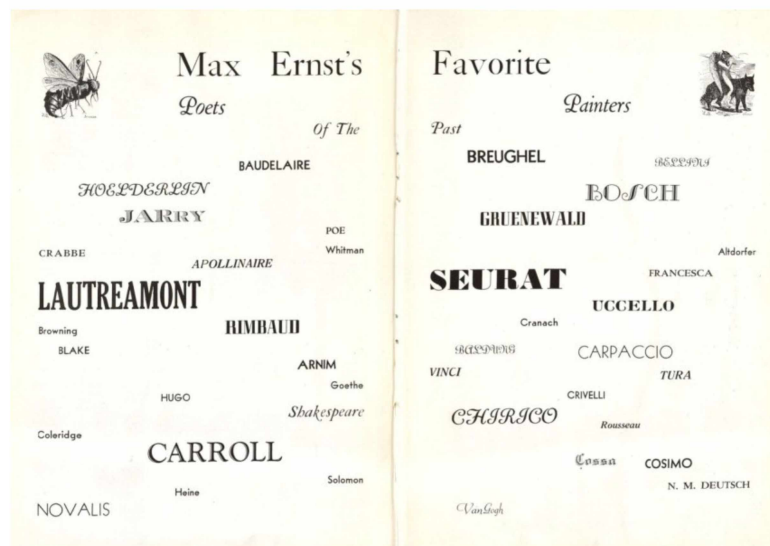 Max Ernst's Favorite
Poets
Of The
BAUDELAIRE
HOELDERLIN
JARRY
POE
Whitman
CRABBE
APOLLINAIRE
LAUTREAMONT
Browning
RIMBAUD
BLAKE
ARNIM
Goethe
HUGO
Shakespeare
Coleridge
CARROLL
Solomon
Heine
NOVALIS
Painters
Past
BREUGHEL
BELLINI
BOSCH
GRUENEWALD
Altdorfer
SEURAT
FRANCESCA
UCCELLO
Cranach
BALDUNG
CARPACCIO
VINCI
TURA
CRIVELLI
CHIRICO
Rousseau
Cossa
COSIMO
N. M. DEUTSCH
Van Gogh